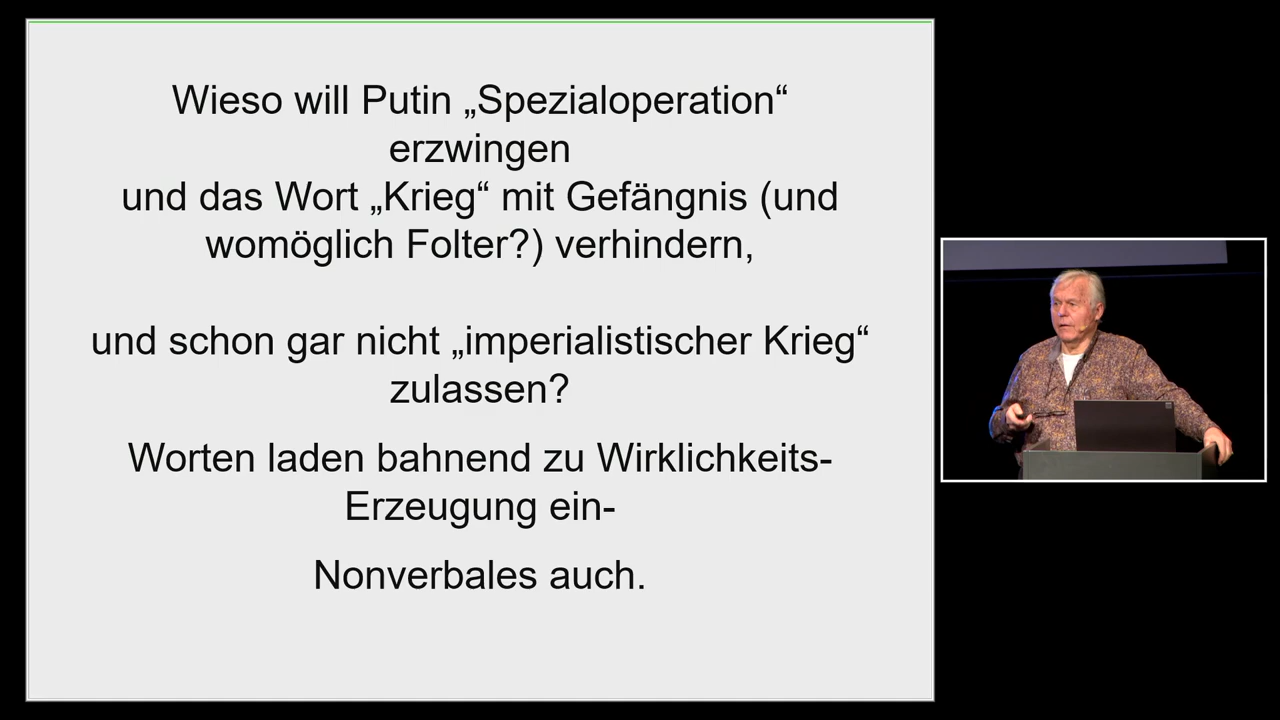 Wieso will Putin „Spezialoperation“
erzwingen
und das Wort „Krieg“ mit Gefängnis (und
womöglich Folter?) verhindern,
und schon gar nicht „imperialistischer Krieg“
zulassen?
Worten laden bahnend zu Wirklichkeits-
Erzeugung ein-
Nonverbales auch.